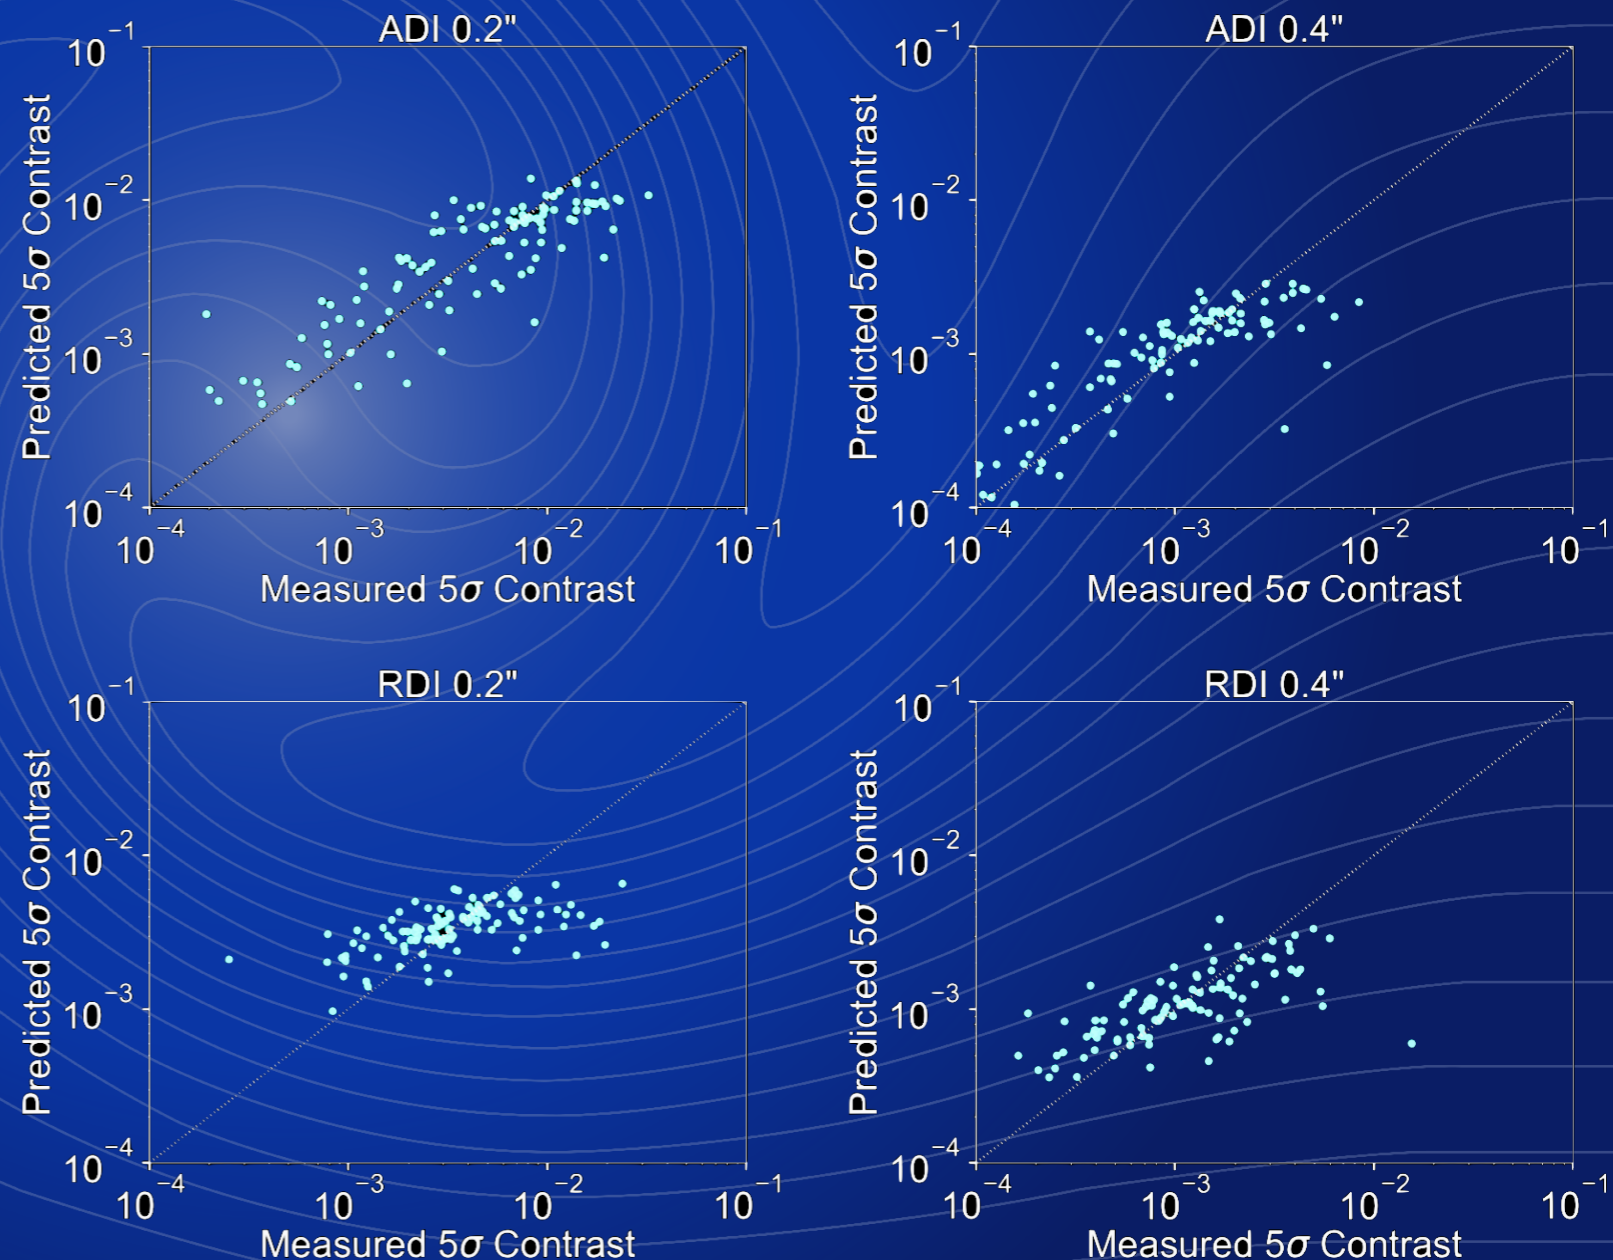 ADI 0.2" ADI 0.4"
10⁻¹ 10⁻¹
Predicted 5σ Contrast Predicted 5σ Contrast
10⁻² 10⁻²
10⁻³ 10⁻³
10⁻⁴ 10⁻⁴
10⁻⁴ 10⁻³ 10⁻² 10⁻¹ 10⁻⁴ 10⁻³ 10⁻² 10⁻¹
Measured 5σ Contrast Measured 5σ Contrast
RDI 0.2" RDI 0.4"
10⁻¹ 10⁻¹
Predicted 5σ Contrast Predicted 5σ Contrast
10⁻² 10⁻²
10⁻³ 10⁻³
10⁻⁴ 10⁻⁴
10⁻⁴ 10⁻³ 10⁻² 10⁻¹ 10⁻⁴ 10⁻³ 10⁻² 10⁻¹
Measured 5σ Contrast Measured 5σ Contrast